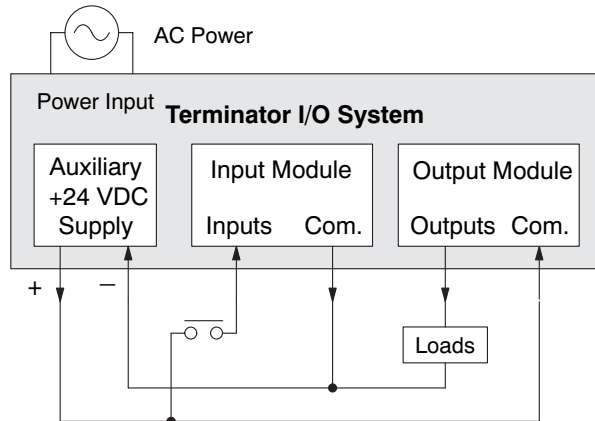 AC Power
Power Input
Terminator I/O System
Auxiliary
+24 VDC
Supply
Input Module
Inputs Com.
Output Module
Outputs Com.
+ –
Loads